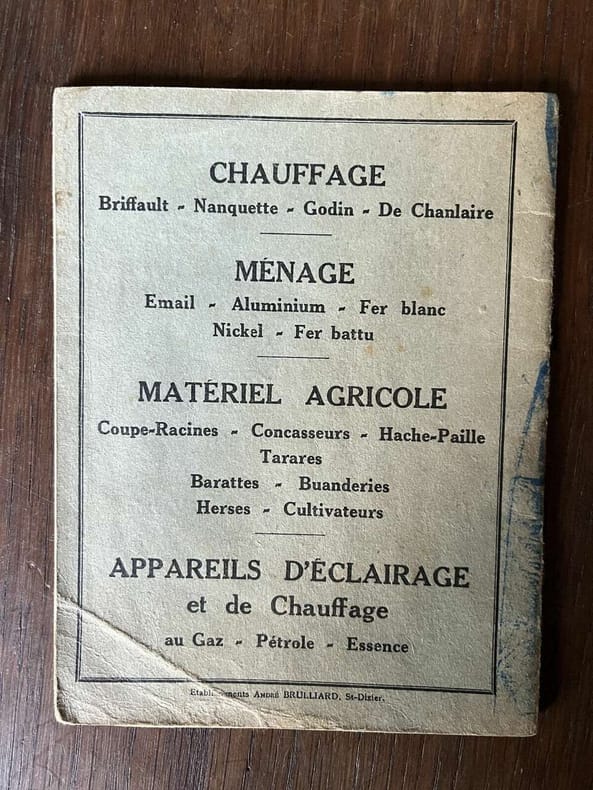 CHAUFFAGE
Briffault - Nanquette - Godin - De Chanlaire
MÉNAGE
Email - Aluminium - Fer blanc
Nickel - Fer battu
MATÉRIEL AGRICOLE
Coupe-Racines - Concasseurs - Hache-Paille
Tarares
Barattes - Buanderies
Herses - Cultivateurs
APPAREILS D'ÉCLAIRAGE
et de Chauffage
au Gaz - Pétrole - Essence
André BRULLIARD, St-Dizier.